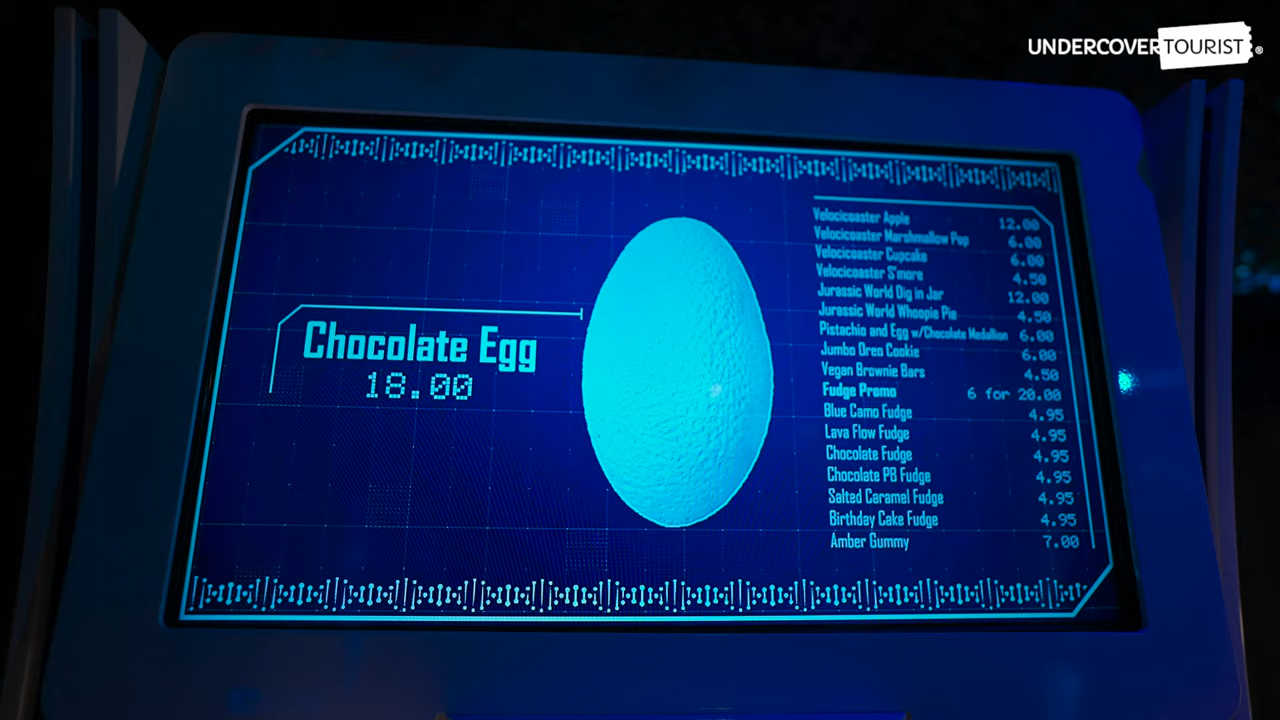 UNDERCOVER TOURIST®
Chocolate Egg
18.00
Velocicoaster Apple 12.00
Velocicoaster Marshmallow Pop 6.00
Velocicoaster Cupcake 6.00
Velocicoaster S'more 4.50
Jurassic World Dig in Jar 12.00
Jurassic World Whoopie Pie 4.50
Pistachio and Egg w/Chocolate Medallion 6.00
Jumbo Oreo Cookie 6.00
Vegan Brownie Bars 4.50
Fudge Promo 6 for 20.00
Blue Camo Fudge 4.95
Lava Flow Fudge 4.95
Chocolate Fudge 4.95
Chocolate PB Fudge 4.95
Salted Caramel Fudge 4.95
Birthday Cake Fudge 4.95
Amber Gummy 7.00